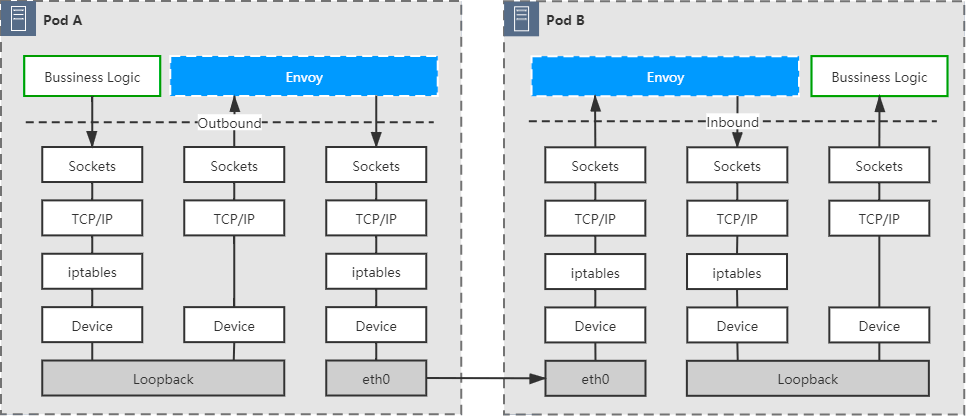 Pod A
Bussiness Logic
Envoy
Outbound
Sockets
Sockets
Sockets
TCP/IP
TCP/IP
TCP/IP
iptables
iptables
Device
Device
Device
Loopback
eth0
Pod B
Envoy
Bussiness Logic
Inbound
Sockets
Sockets
Sockets
TCP/IP
TCP/IP
TCP/IP
iptables
iptables
Device
Device
Device
eth0
Loopback